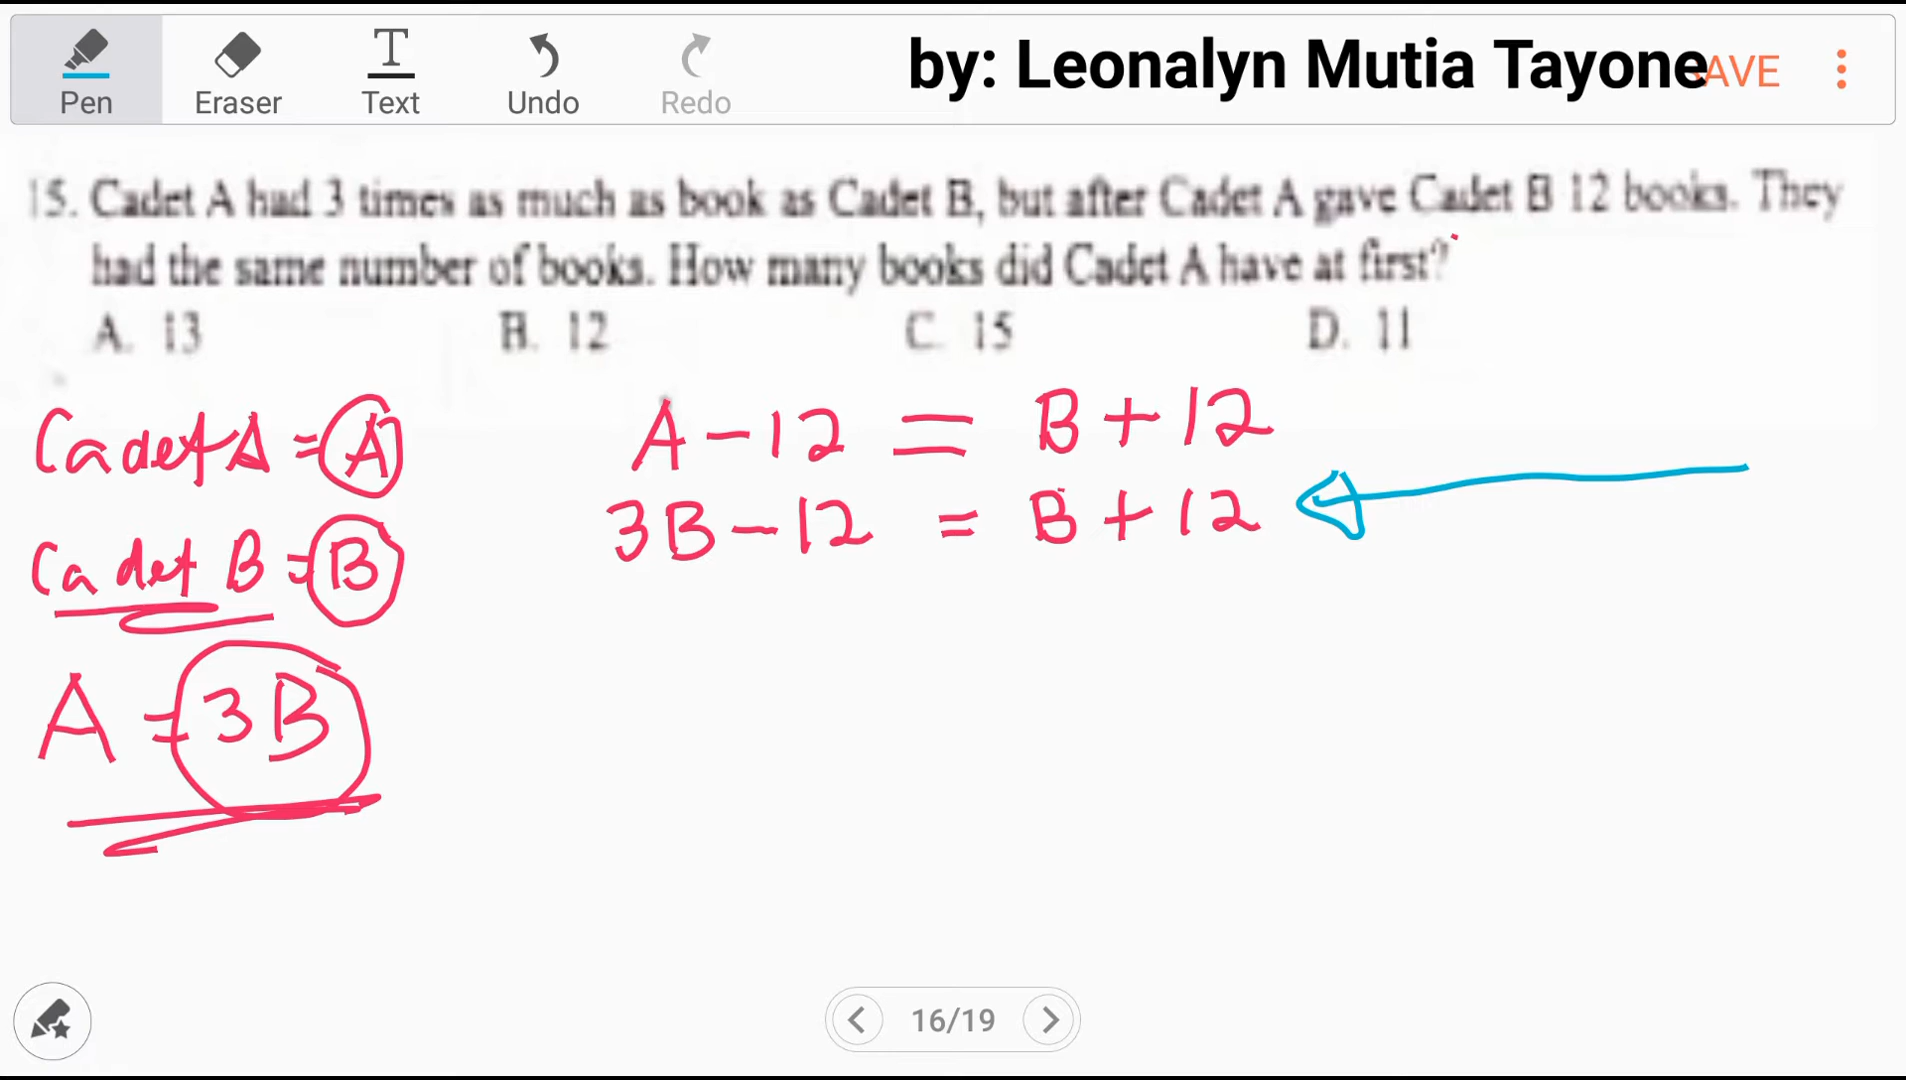 Pen
Eraser
Text
Undo
Redo
by: Leonalyn Mutia Tayone
AVE
15. Cadet A had 3 times as much as book as Cadet B, but after Cadet A gave Cadet B 12 books. They
had the same number of books. How many books did Cadet A have at first?
A. 13
B. 12
C. 15
D. 11
Cadet A = A
Cadet B = B
A = 3B
A - 12 = B + 12
3B - 12 = B + 12
16/19